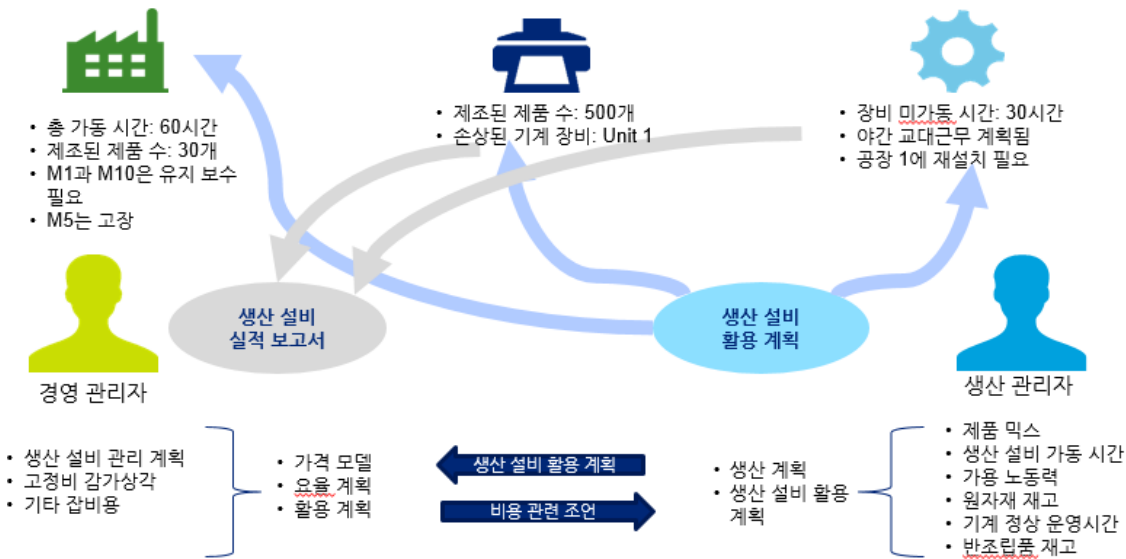 • 총 가동 시간: 60시간
• 제조된 제품 수: 30개
• M1과 M10은 유지 보수
필요
• M5는 고장
• 제조된 제품 수: 500개
• 손상된 기계 장비: Unit 1
• 장비 미가동 시간: 30시간
• 야간 교대근무 계획됨
• 공장 1에 재설치 필요
생산 설비
실적 보고서
생산 설비
활용 계획
경영 관리자
생산 관리자
• 생산 설비 관리 계획
• 고정비 감가상각
• 기타 잡비용
• 가격 모델
• 요율 계획
• 활용 계획
생산 설비 활용 계획
비용 관련 조언
• 생산 계획
• 생산 설비 활용
계획
• 제품 믹스
• 생산 설비 가동 시간
• 가용 노동력
• 원자재 재고
• 기계 정상 운영시간
• 반조립품 재고